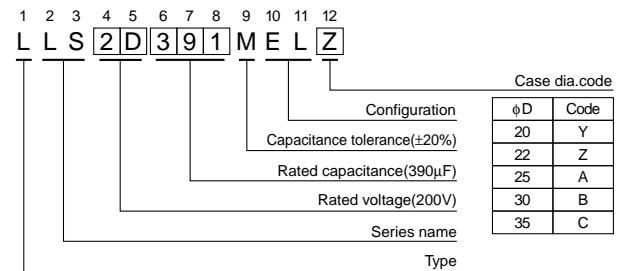 1 2 3 4 5 6 7 8 9 10 11 12
L L S 2 D 3 9 1 M E L Z
Case dia.code
Configuration
Capacitance tolerance(±20%)
Rated capacitance(390μF)
Rated voltage(200V)
Series name
Type
φD Code
20 Y
22 Z
25 A
30 B
35 C